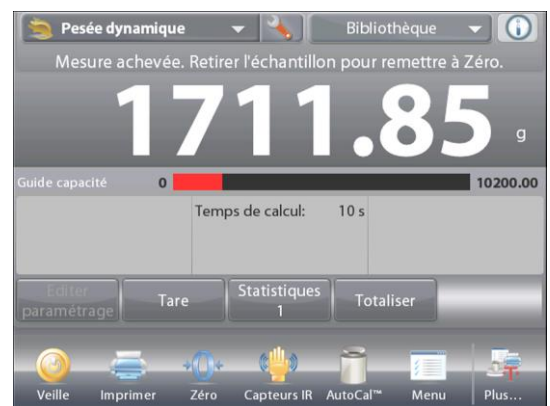 Pesée dynamique Bibliothèque
Mesure achevée. Retirer l'échantillon pour remettre à Zéro.
1711.85 g
Guide capacité 0 10200.00
Temps de calcul: 10 s
Editer paramétrage
Tare
Statistiques
1
Totaliser
Veille Imprimer Zéro Capteurs IR AutoCal™ Menu Plus...